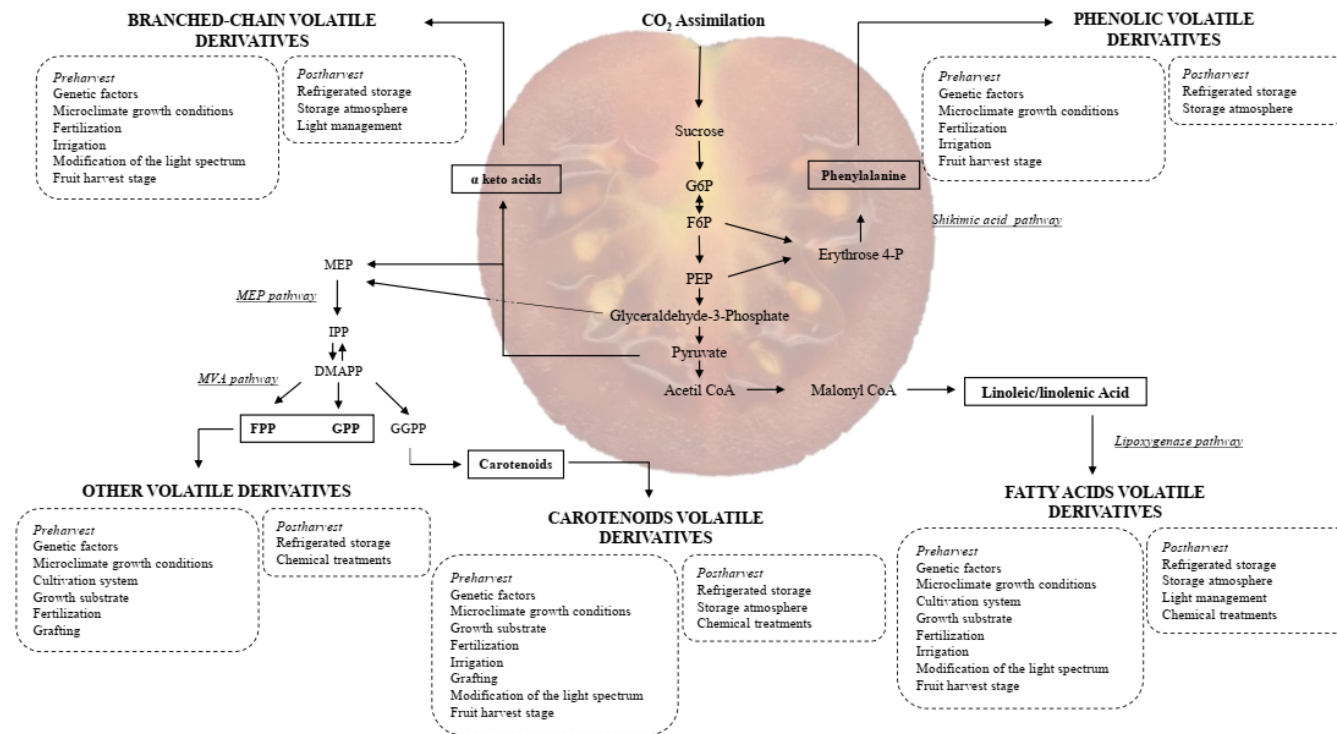 BRANCHED-CHAIN VOLATILE
DERIVATIVES
Preharvest
Genetic factors
Microclimate growth conditions
Fertilization
Irrigation
Modification of the light spectrum
Fruit harvest stage
Postharvest
Refrigerated storage
Storage atmosphere
Light management
CO2 Assimilation
PHENOLIC VOLATILE
DERIVATIVES
Preharvest
Genetic factors
Microclimate growth conditions
Fertilization
Irrigation
Fruit harvest stage
Postharvest
Refrigerated storage
Storage atmosphere
Sucrose
α keto acids
G6P
Phenylalanine
F6P
Shikimic acid pathway
Erythrose 4-P
MEP
PEP
MEP pathway
Glyceraldehyde-3-Phosphate
IPP
Pyruvate
MVA pathway
DMAPP
Acetil CoA
Malonyl CoA
Linoleic/linolenic Acid
FPP
GPP
GGPP
Lipoxygenase pathway
Carotenoids
OTHER VOLATILE DERIVATIVES
Preharvest
Genetic factors
Microclimate growth conditions
Cultivation system
Growth substrate
Fertilization
Grafting
Postharvest
Refrigerated storage
Chemical treatments
CAROTENOIDS VOLATILE
DERIVATIVES
Preharvest
Genetic factors
Microclimate growth conditions
Growth substrate
Fertilization
Irrigation
Grafting
Modification of the light spectrum
Fruit harvest stage
Postharvest
Refrigerated storage
Storage atmosphere
Chemical treatments
FATTY ACIDS VOLATILE
DERIVATIVES
Preharvest
Genetic factors
Microclimate growth conditions
Cultivation system
Growth substrate
Fertilization
Irrigation
Modification of the light spectrum
Fruit harvest stage
Postharvest
Refrigerated storage
Storage atmosphere
Light management
Chemical treatments